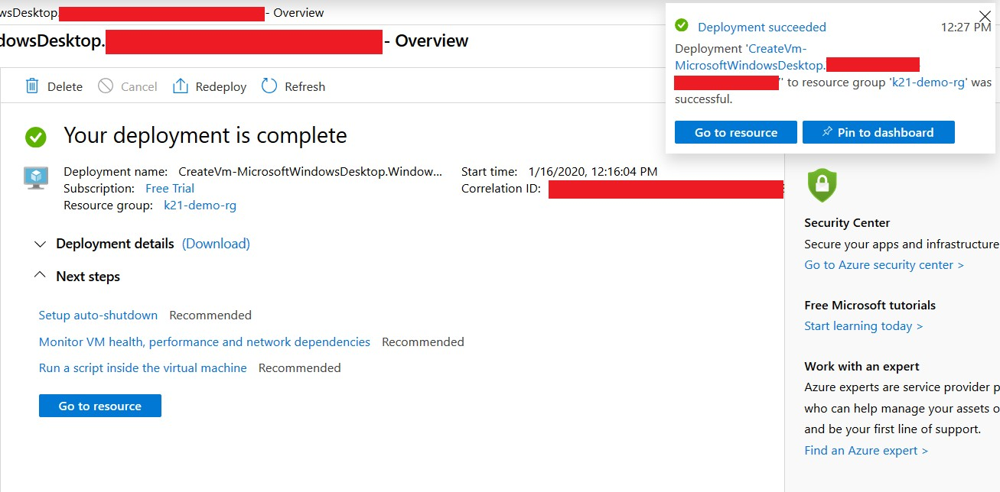 wsDesktop. - Overview
dowsDesktop. - Overview
Delete Cancel Redeploy Refresh
Your deployment is complete
Deployment name: CreateVm-MicrosoftWindowsDesktop.Window...
Subscription: Free Trial
Resource group: k21-demo-rg
Start time: 1/16/2020, 12:16:04 PM
Correlation ID:
Deployment details (Download)
Next steps
Setup auto-shutdown Recommended
Monitor VM health, performance and network dependencies Recommended
Run a script inside the virtual machine Recommended
Go to resource
Deployment succeeded 12:27 PM
Deployment 'CreateVm-
MicrosoftWindowsDesktop.
' to resource group 'k21-demo-rg' was
successful.
Go to resource Pin to dashboard
Security Center
Secure your apps and infrastructure
Go to Azure security center >
Free Microsoft tutorials
Start learning today >
Work with an expert
Azure experts are service provider p
who can help manage your assets o
and be your first line of support.
Find an Azure expert >